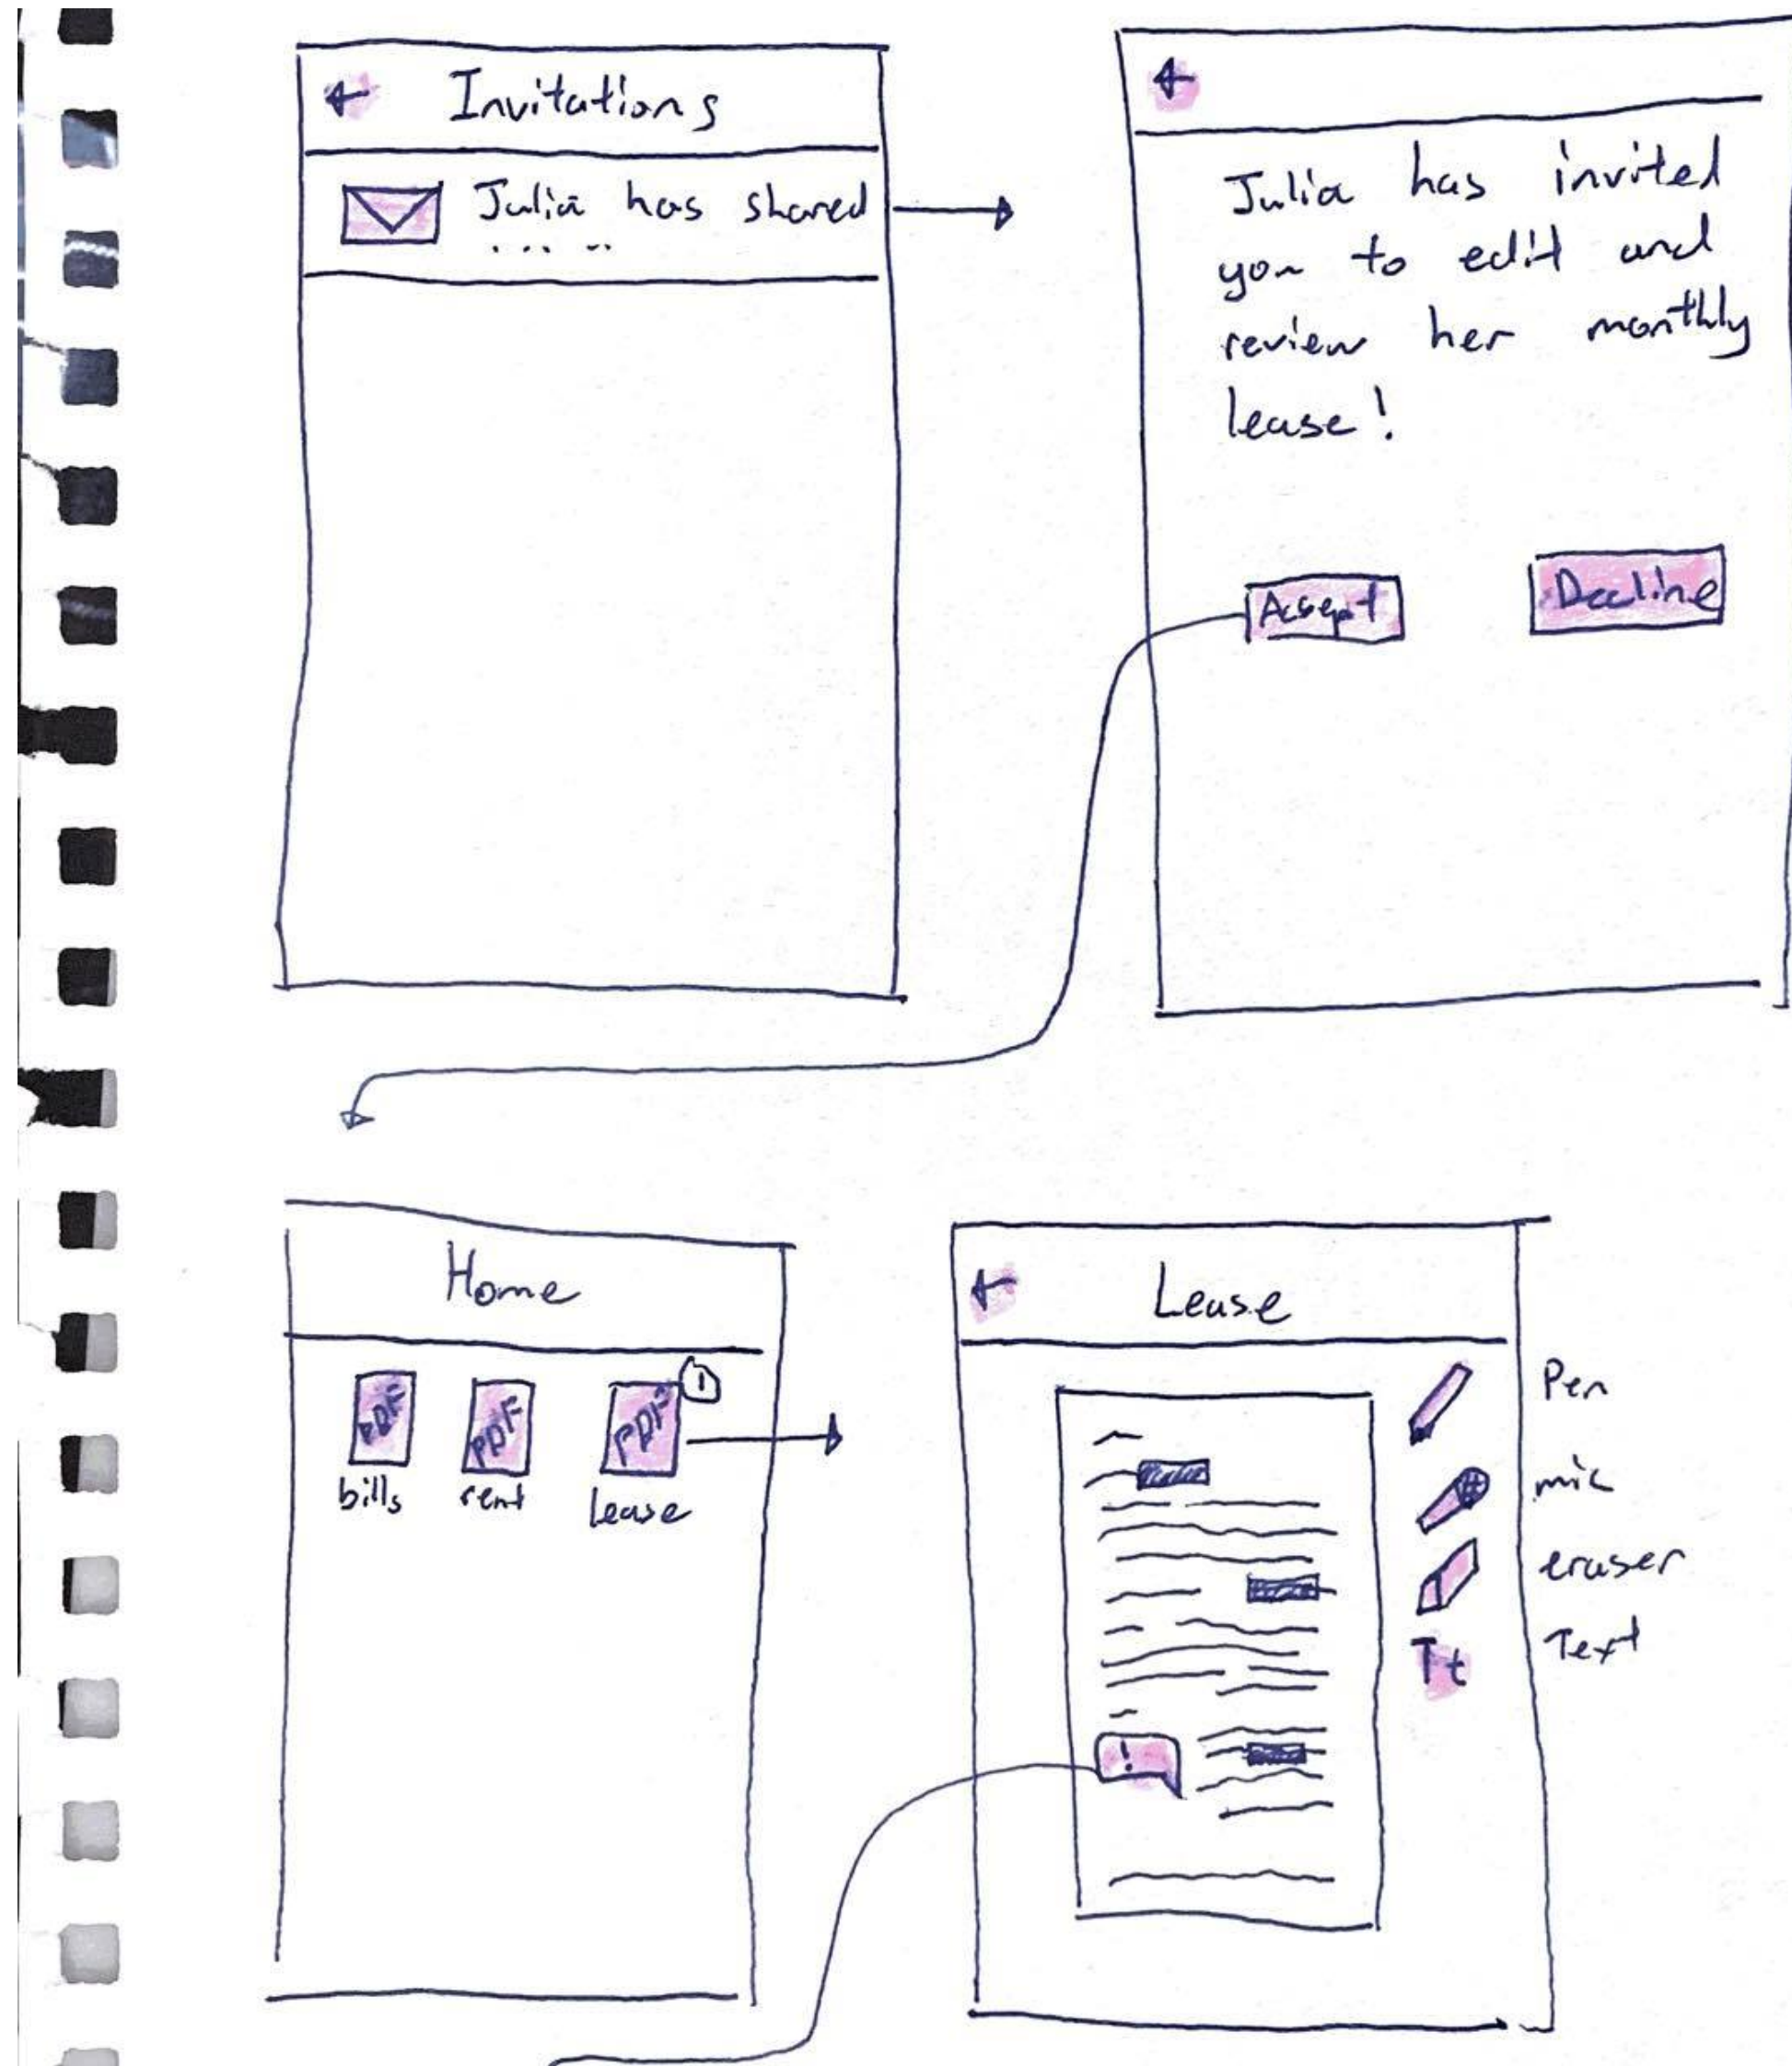 Invitations
Julia has shared
.....
Julia has invited
you to edit and
review her monthly
lease!
Accept
Decline
Home
PDF
PDF
PDF
1
bills
rent
lease
Lease
Pen
mic
eraser
Tt
Text
!